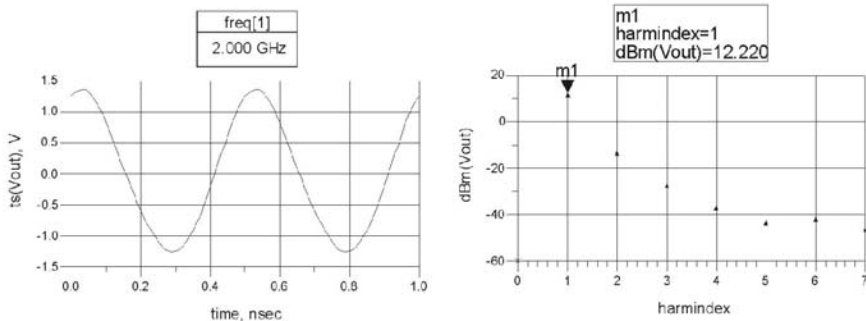 freq[1]
2.000 GHz
ts(Vout), V
1.5
1.0
0.5
0.0
-0.5
-1.0
-1.5
0.0
0.2
0.4
0.6
0.8
1.0
time, nsec
m1
harmindex=1
dBm(Vout)=12.220
m1
dBm(Vout)
20
0
-20
-40
-60
0
1
2
3
4
5
6
7
harmindex